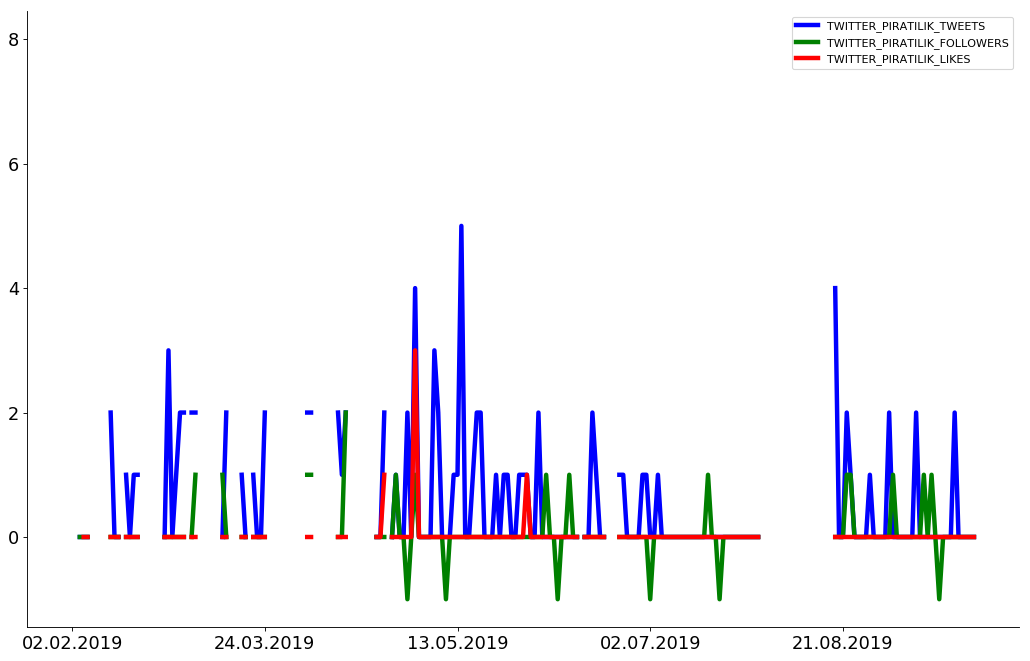 TWITTER_PIRATILIK_TWEETS
TWITTER_PIRATILIK_FOLLOWERS
TWITTER_PIRATILIK_LIKES
8
6
4
2
0
02.02.2019 24.03.2019 13.05.2019 02.07.2019 21.08.2019